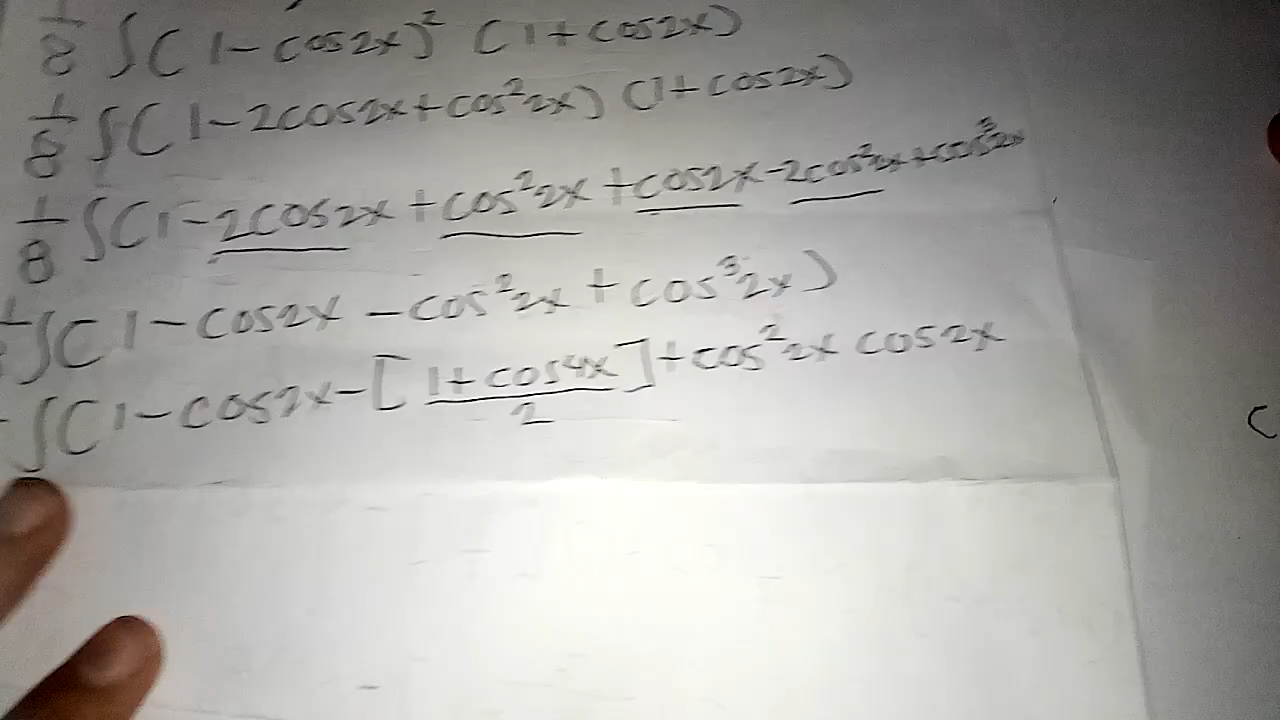 1/8 ∫(1-cos2x)² (1+cos2x)
1/8 ∫(1-2cos2x+cos²2x) (1+cos2x)
1/8 ∫(1-2cos2x+cos²2x+cos2x-2cos²2x+cos³2x
∫(1-cos2x-cos²2x+cos³2x)
∫(1-cos2x-[1+cos4x/2]+cos²2x cos2x